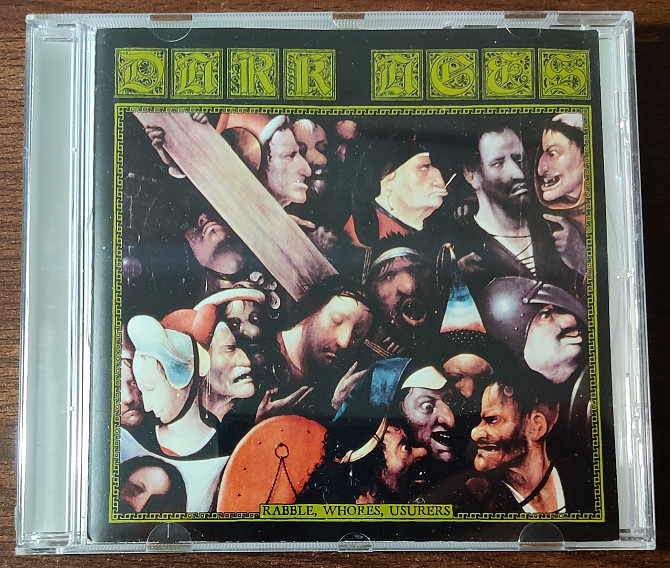 DARK AGES
RABBLE, WHORES, USURERS